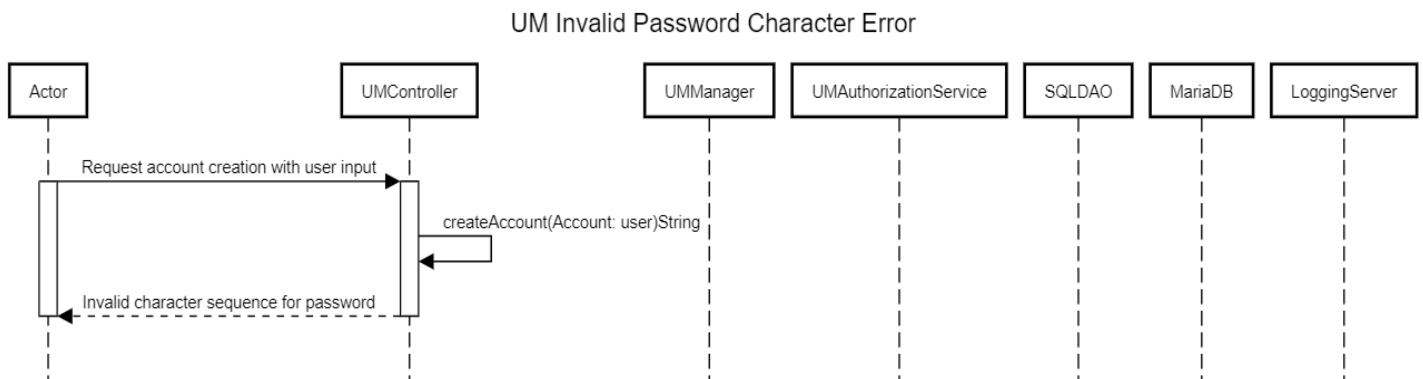 UM Invalid Password Character Error
Actor
UMController
UMManager
UMAuthorizationService
SQLDAO
MariaDB
LoggingServer
Request account creation with user input
createAccount(Account: user)String
Invalid character sequence for password